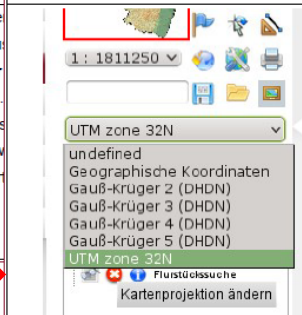 1 : 1811250
UTM zone 32N
undefined
Geographische Koordinaten
Gauß-Krüger 2 (DHDN)
Gauß-Krüger 3 (DHDN)
Gauß-Krüger 4 (DHDN)
Gauß-Krüger 5 (DHDN)
UTM zone 32N
Flurstückssuche
Kartenprojektion ändern